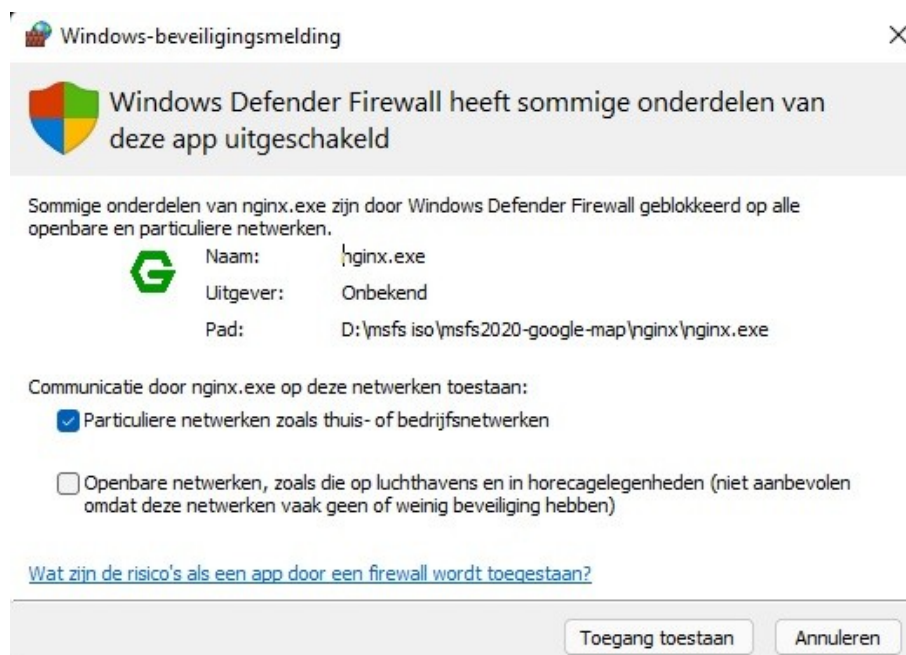 Windows-beveiligingsmelding
Windows Defender Firewall heeft sommige onderdelen van
deze app uitgeschakeld
Sommige onderdelen van nginx.exe zijn door Windows Defender Firewall geblokkeerd op alle
openbare en particuliere netwerken.
Naam: nginx.exe
Uitgever: Onbekend
Pad: D:\msfs iso\msfs2020-google-map\nginx\nginx.exe
Communicatie door nginx.exe op deze netwerken toestaan:
Particuliere netwerken zoals thuis- of bedrijfsnetwerken
Openbare netwerken, zoals die op luchthavens en in horecagelegenheden (niet aanbevolen
omdat deze netwerken vaak geen of weinig beveiliging hebben)
Wat zijn de risico's als een app door een firewall wordt toegestaan?
Toegang toestaan Annuleren